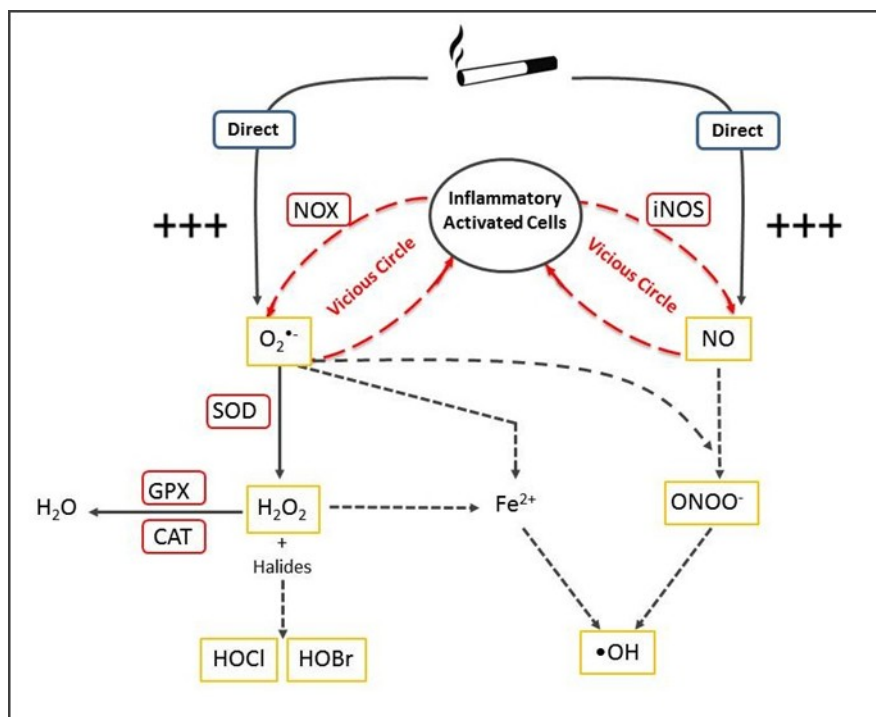 Direct
Direct
NOX
Inflammatory
Activated Cells
iNOS
+++
+++
Vicious Circle
Vicious Circle
O₂•-
NO
SOD
GPX
H₂O
CAT
H₂O₂
Fe²⁺
ONOO⁻
+
Halides
HOCl
HOBr
•OH